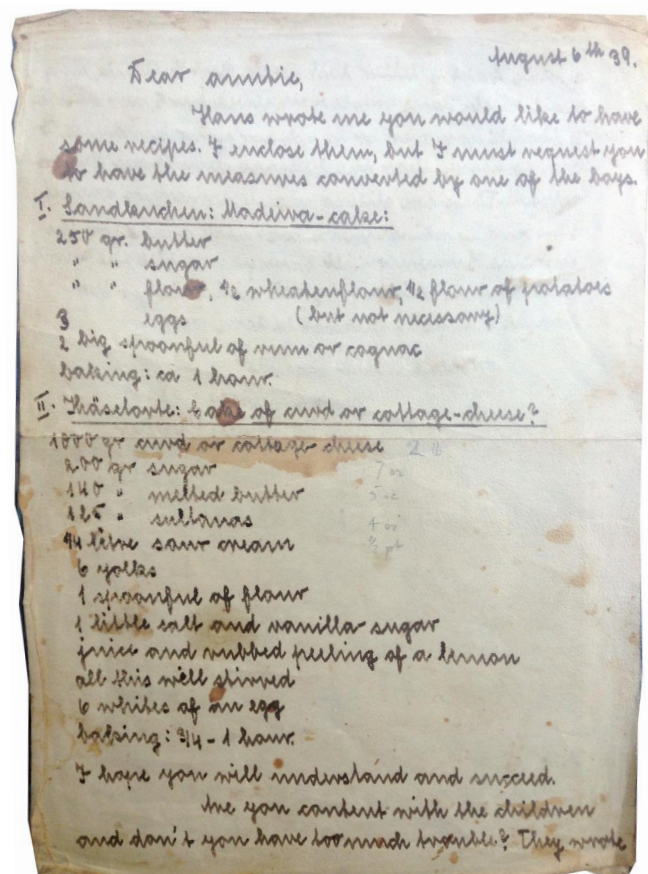 August 6th 39.
Dear auntie,
Hans wrote me you would like to have
some recipes. I enclose them, but I must request you
to have the measures converted by one of the boys.
I. Sandkuchen: Madeira-cake:
250 gr. butter
" " sugar
" " flour, 1/2 wheatenflour, 1/2 flour of potatoes
3 eggs (but not necessary)
2 big spoonful of rum or cognac
baking: ca 1 hour.
II. Khäsetorte: Cake of curd or cottage-cheese?
1000 gr curd or cottage cheese 2 lb
200 gr sugar 7 oz
140 " melted butter 5 oz
125 " sultanas 4 oz
1/4 litre sour cream 1/2 pt
6 yolks
1 spoonful of flour
1 little salt and vanilla sugar
juice and rubbed peeling of a lemon
all this well stirred
6 whites of an egg
baking: 3/4 - 1 hour.
I hope you will understand and succeed.
Are you content with the children
and don't you have too much trouble? They wrote